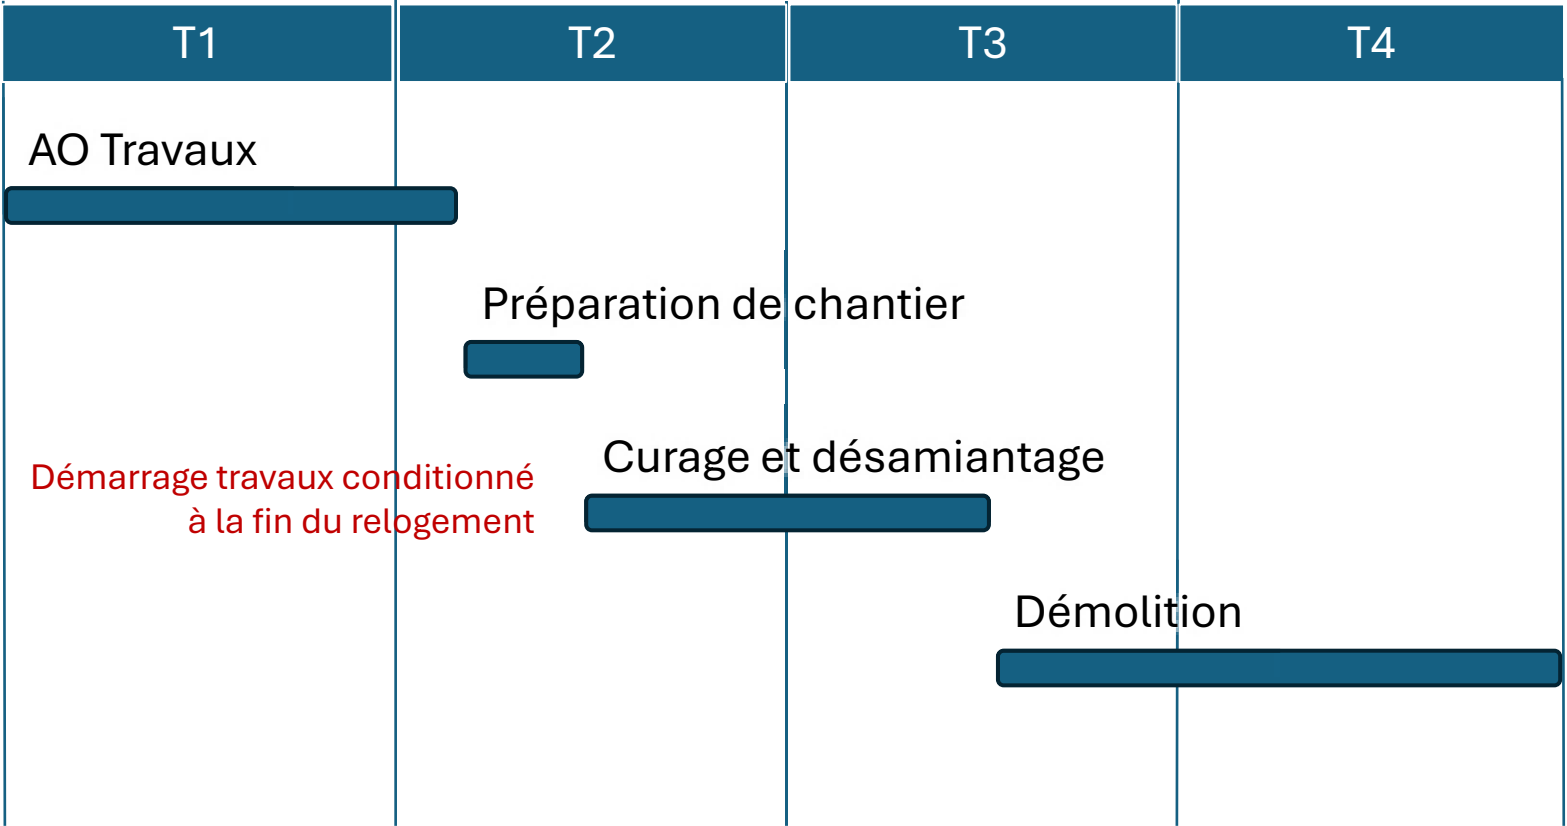 T1
T2
T3
T4
AO Travaux
Préparation de chantier
Curage et désamiantage
Démarrage travaux conditionné
à la fin du relogement
Démolition